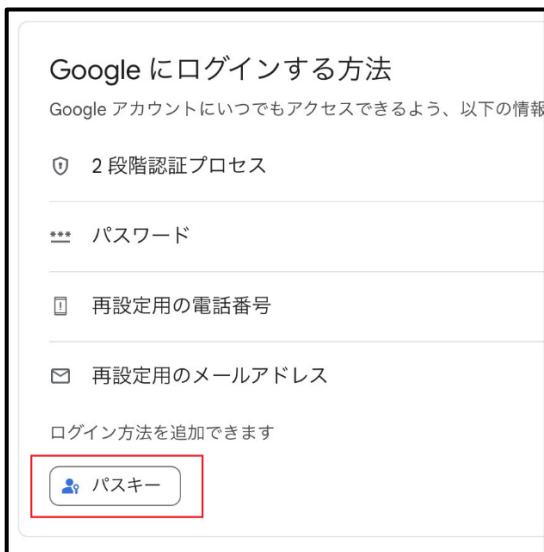 Google にログインする方法
Google アカウントにいつでもアクセスできるよう、以下の情報
2 段階認証プロセス
パスワード
再設定用の電話番号
再設定用のメールアドレス
ログイン方法を追加できます
パスキー